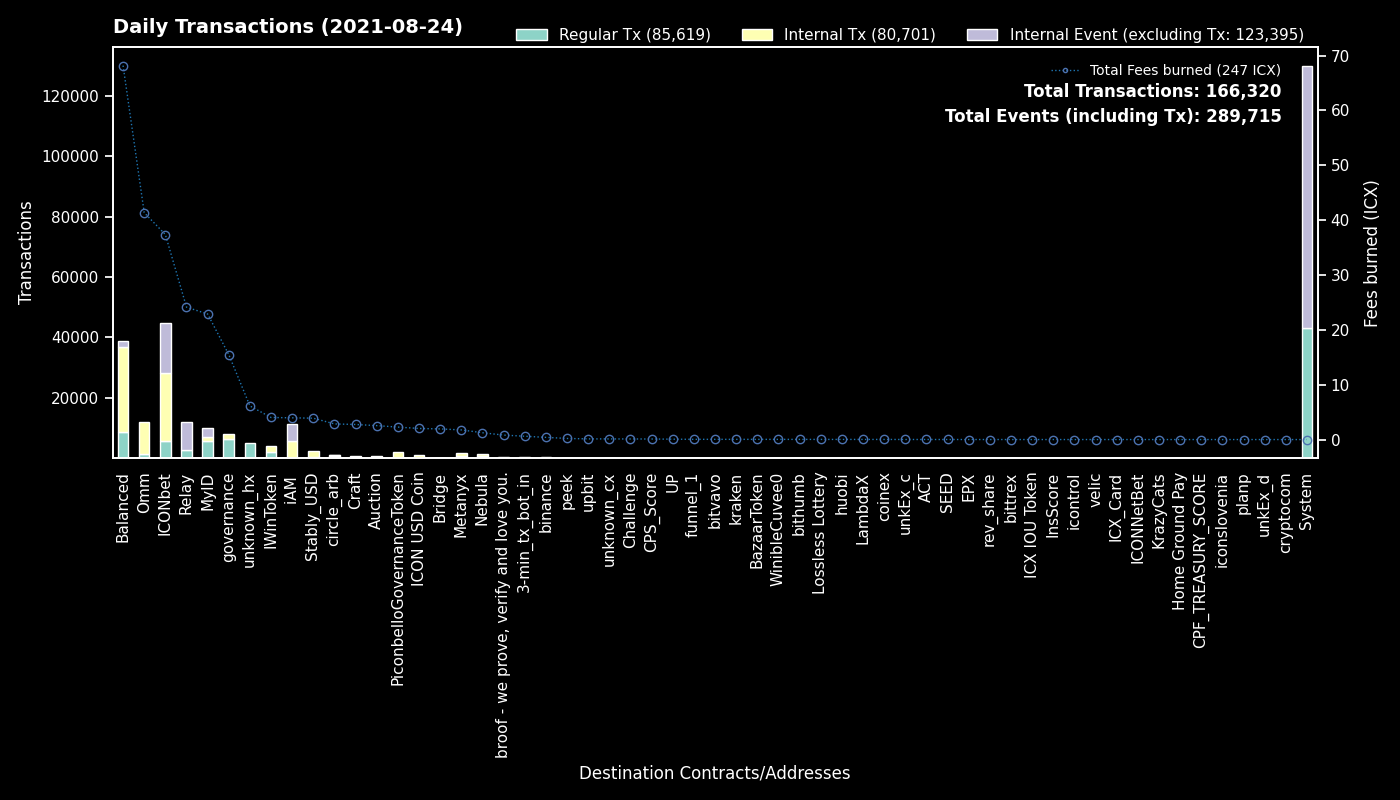 Daily Transactions (2021-08-24)
Regular Tx (85,619)
Internal Tx (80,701)
Internal Event (excluding Tx: 123,395)
Total Fees burned (247 ICX)
Total Transactions: 166,320
Total Events (including Tx): 289,715
Transactions
120000
100000
80000
60000
40000
20000
70
60
50
40
30
20
10
0
Fees burned (ICX)
Balanced
Omm
ICONbet
Relay
MyID
governance
unknown_hx
IWinToken
iAM
Stably_USD
circle_arb
Craft
Auction
PiconbelloGovernanceToken
ICON USD Coin
Bridge
Metanyx
Nebula
broof - we prove, verify and love you.
3-min_tx_bot_in
binance
peek
upbit
unknown_cx
Challenge
CPS_Score
UP
funnel_1
bitvavo
kraken
BazaarToken
WinibleCuvee0
bithumb
Lossless Lottery
huobi
LambdaX
coinex
unkEx_c
ACT
SEED
EPX
rev_share
bittrex
ICX IOU Token
InsScore
icontrol
velic
ICX_Card
ICONNetBet
KrazyCats
Home Ground Pay
CPF_TREASURY_SCORE
iconslovenia
planp
unkEx_d
cryptocom
System
Destination Contracts/Addresses